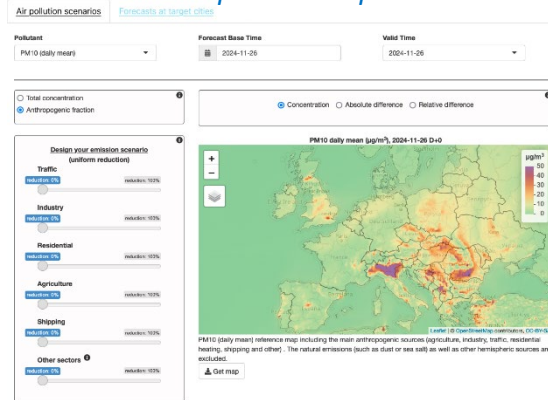 Air pollution scenarios
Forecasts at target cities
Pollutant
Forecast Base Time
Valid Time
PM10 (daily mean)
2024-11-26
2024-11-26
Total concentration
Anthropogenic fraction
Concentration
Absolute difference
Relative difference
Design your emission scenario
(uniform reduction)
Traffic
reduction: 0%
reduction: 100%
Industry
reduction: 0%
reduction: 100%
Residential
reduction: 0%
reduction: 100%
Agriculture
reduction: 0%
reduction: 100%
Shipping
reduction: 0%
reduction: 100%
Other sectors
reduction: 0%
reduction: 100%
PM10 daily mean (µg/m³), 2024-11-26 D+0
+
−
µg/m³
50
40
30
20
10
0
Leaflet | © OpenStreetMap contributors, CC-BY-SA
PM10 (daily mean) reference map including the main anthropogenic sources (agriculture, industry, traffic, residential
heating, shipping and other) . The natural emissions (such as dust or sea salt) as well as other hemispheric sources are
excluded.
Get map